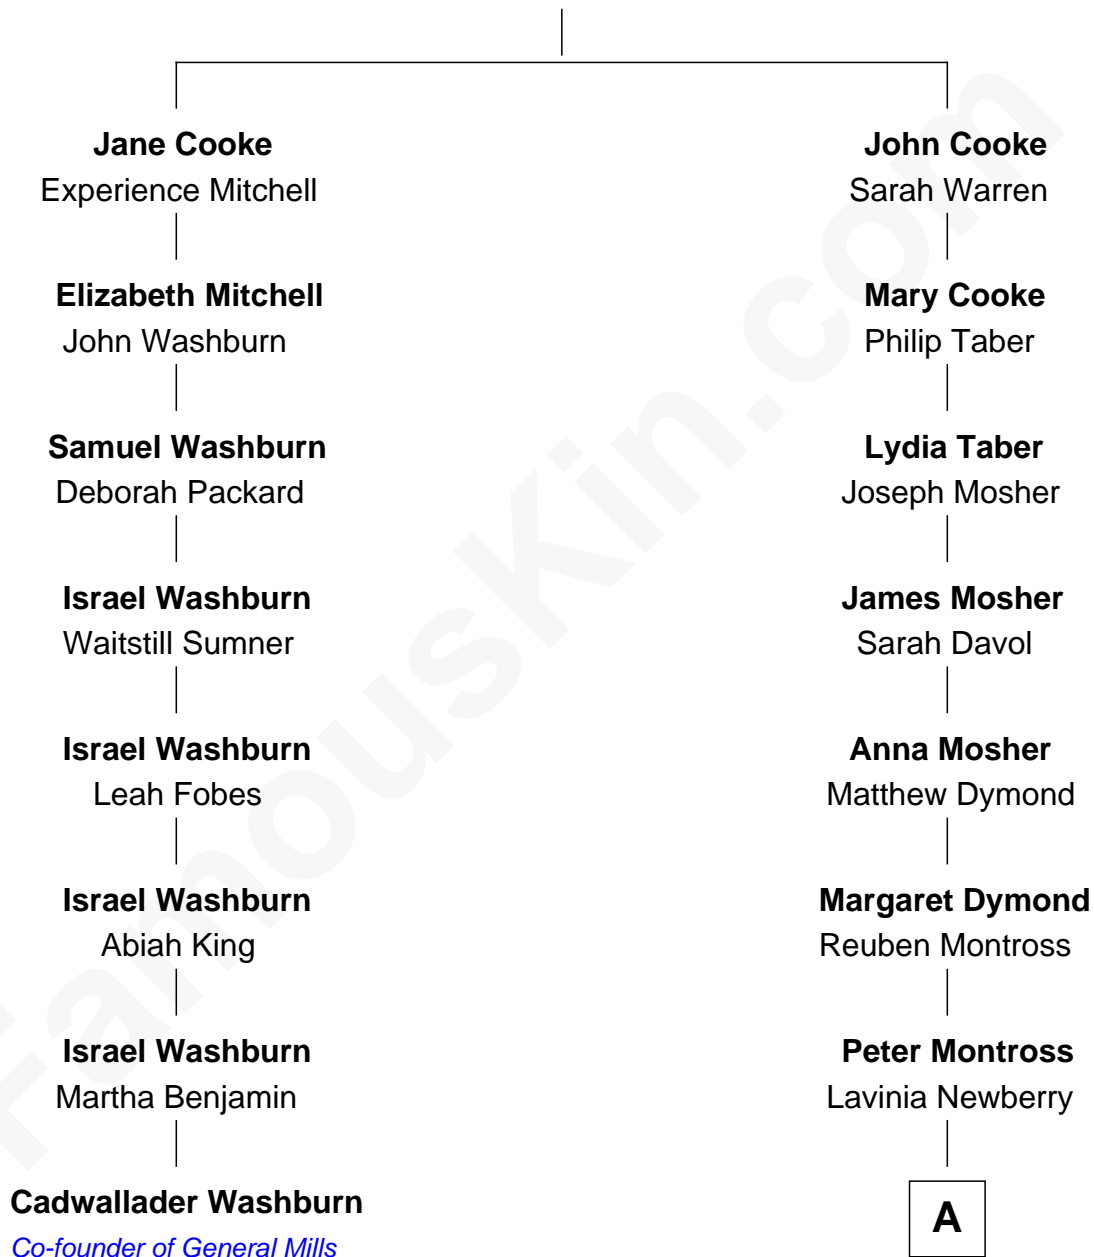 Jane Cooke
Experience Mitchell
John Cooke
Sarah Warren
Elizabeth Mitchell
John Washburn
Mary Cooke
Philip Taber
Samuel Washburn
Deborah Packard
Lydia Taber
Joseph Mosher
Israel Washburn
Waitstill Sumner
James Mosher
Sarah Davol
Israel Washburn
Leah Fobes
Anna Mosher
Matthew Dymond
Israel Washburn
Abiah King
Margaret Dymond
Reuben Montross
Israel Washburn
Martha Benjamin
Peter Montross
Lavinia Newberry
Cadwallader Washburn
Co-founder of General Mills
A
FamousKin.com